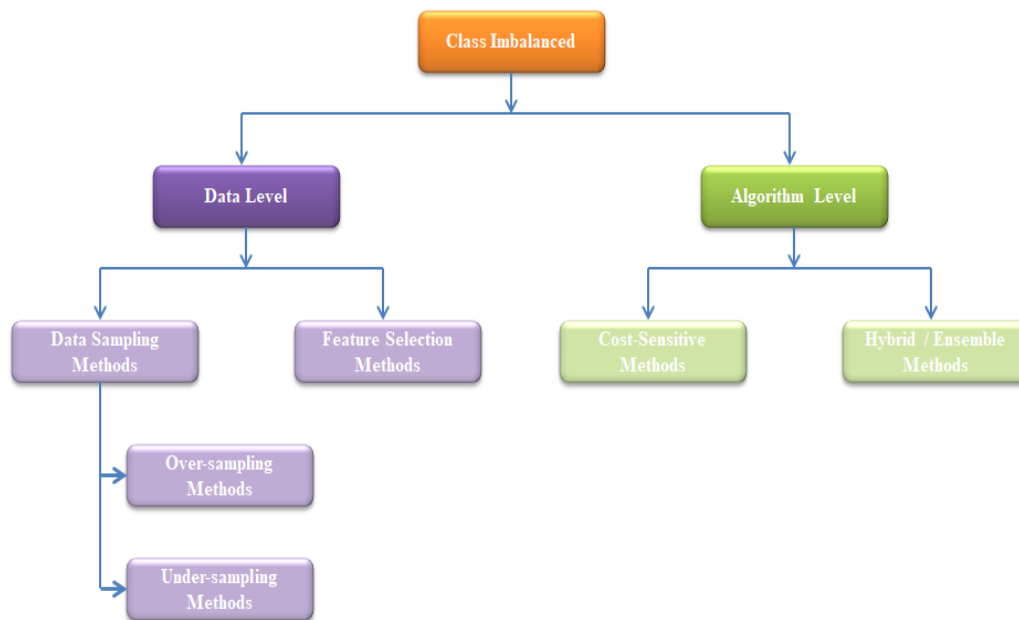 Class Imbalanced
Data Level
Algorithm Level
Data Sampling
Methods
Feature Selection
Methods
Cost-Sensitive
Methods
Hybrid / Ensemble
Methods
Over-sampling
Methods
Under-sampling
Methods